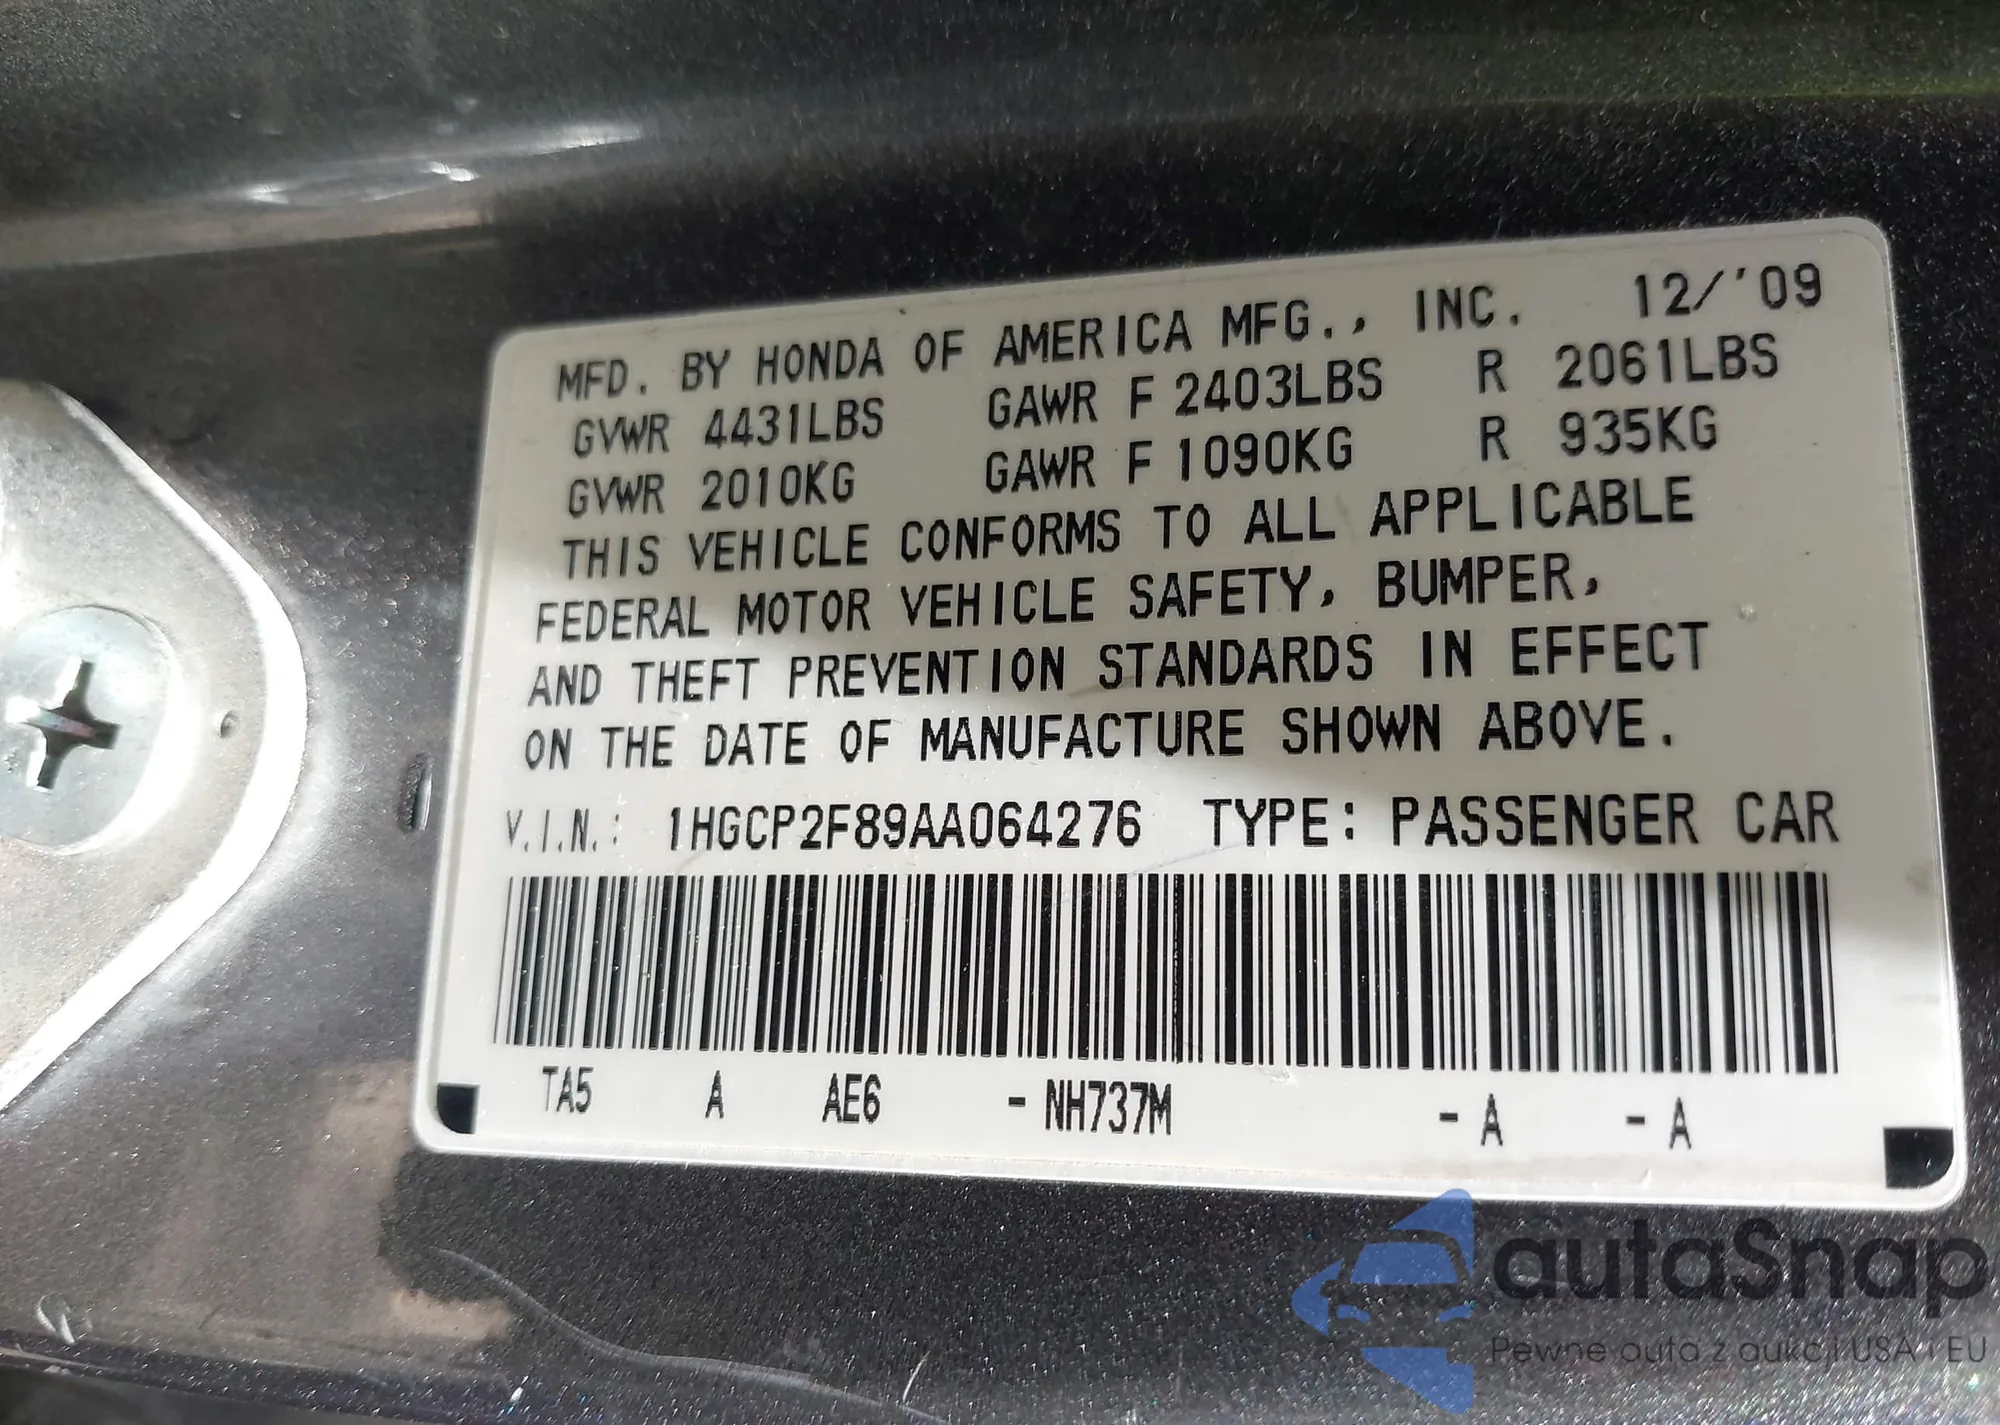 MFD. BY HONDA OF AMERICA MFG., INC. 12/'09
GVWR 4431LBS GAWR F 2403LBS R 2061LBS
GVWR 2010KG GAWR F 1090KG R 935KG
THIS VEHICLE CONFORMS TO ALL APPLICABLE
FEDERAL MOTOR VEHICLE SAFETY, BUMPER,
AND THEFT PREVENTION STANDARDS IN EFFECT
ON THE DATE OF MANUFACTURE SHOWN ABOVE.
V.I.N.: 1HGCP2F89AA064276 TYPE: PASSENGER CAR
TA5 A AE6 - NH737M - A - A
autaSnap
Pewne auta z aukcji USA i EU